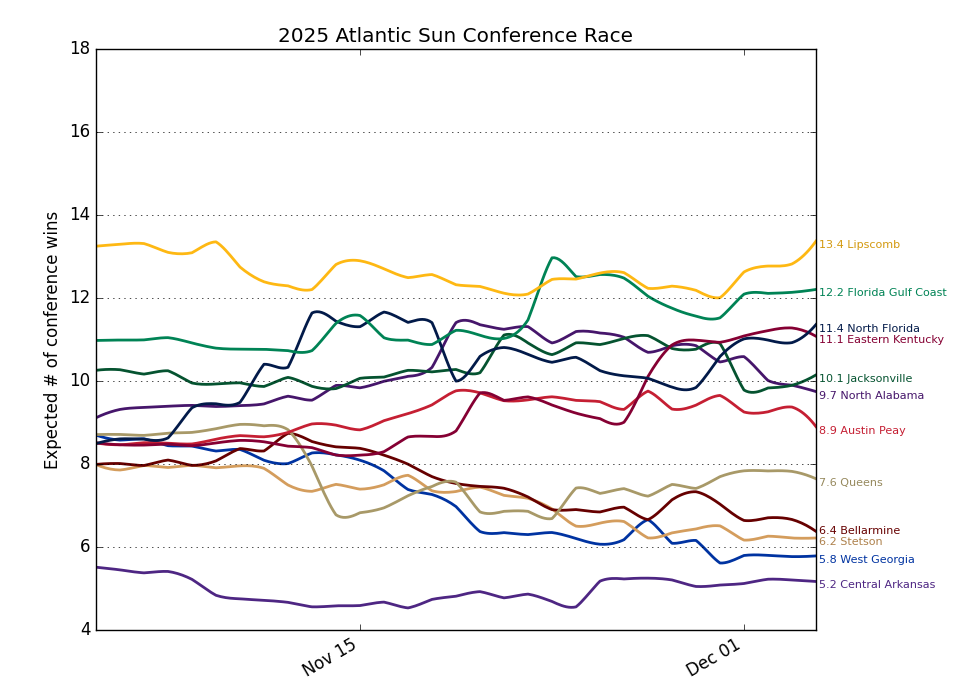 2025 Atlantic Sun Conference Race
Expected # of conference wins
18
16
14
12
10
8
6
4
Nov 15
Dec 01
13.4 Lipscomb
12.2 Florida Gulf Coast
11.4 North Florida
11.1 Eastern Kentucky
10.1 Jacksonville
9.7 North Alabama
8.9 Austin Peay
7.6 Queens
6.4 Bellarmine
6.2 Stetson
5.8 West Georgia
5.2 Central Arkansas